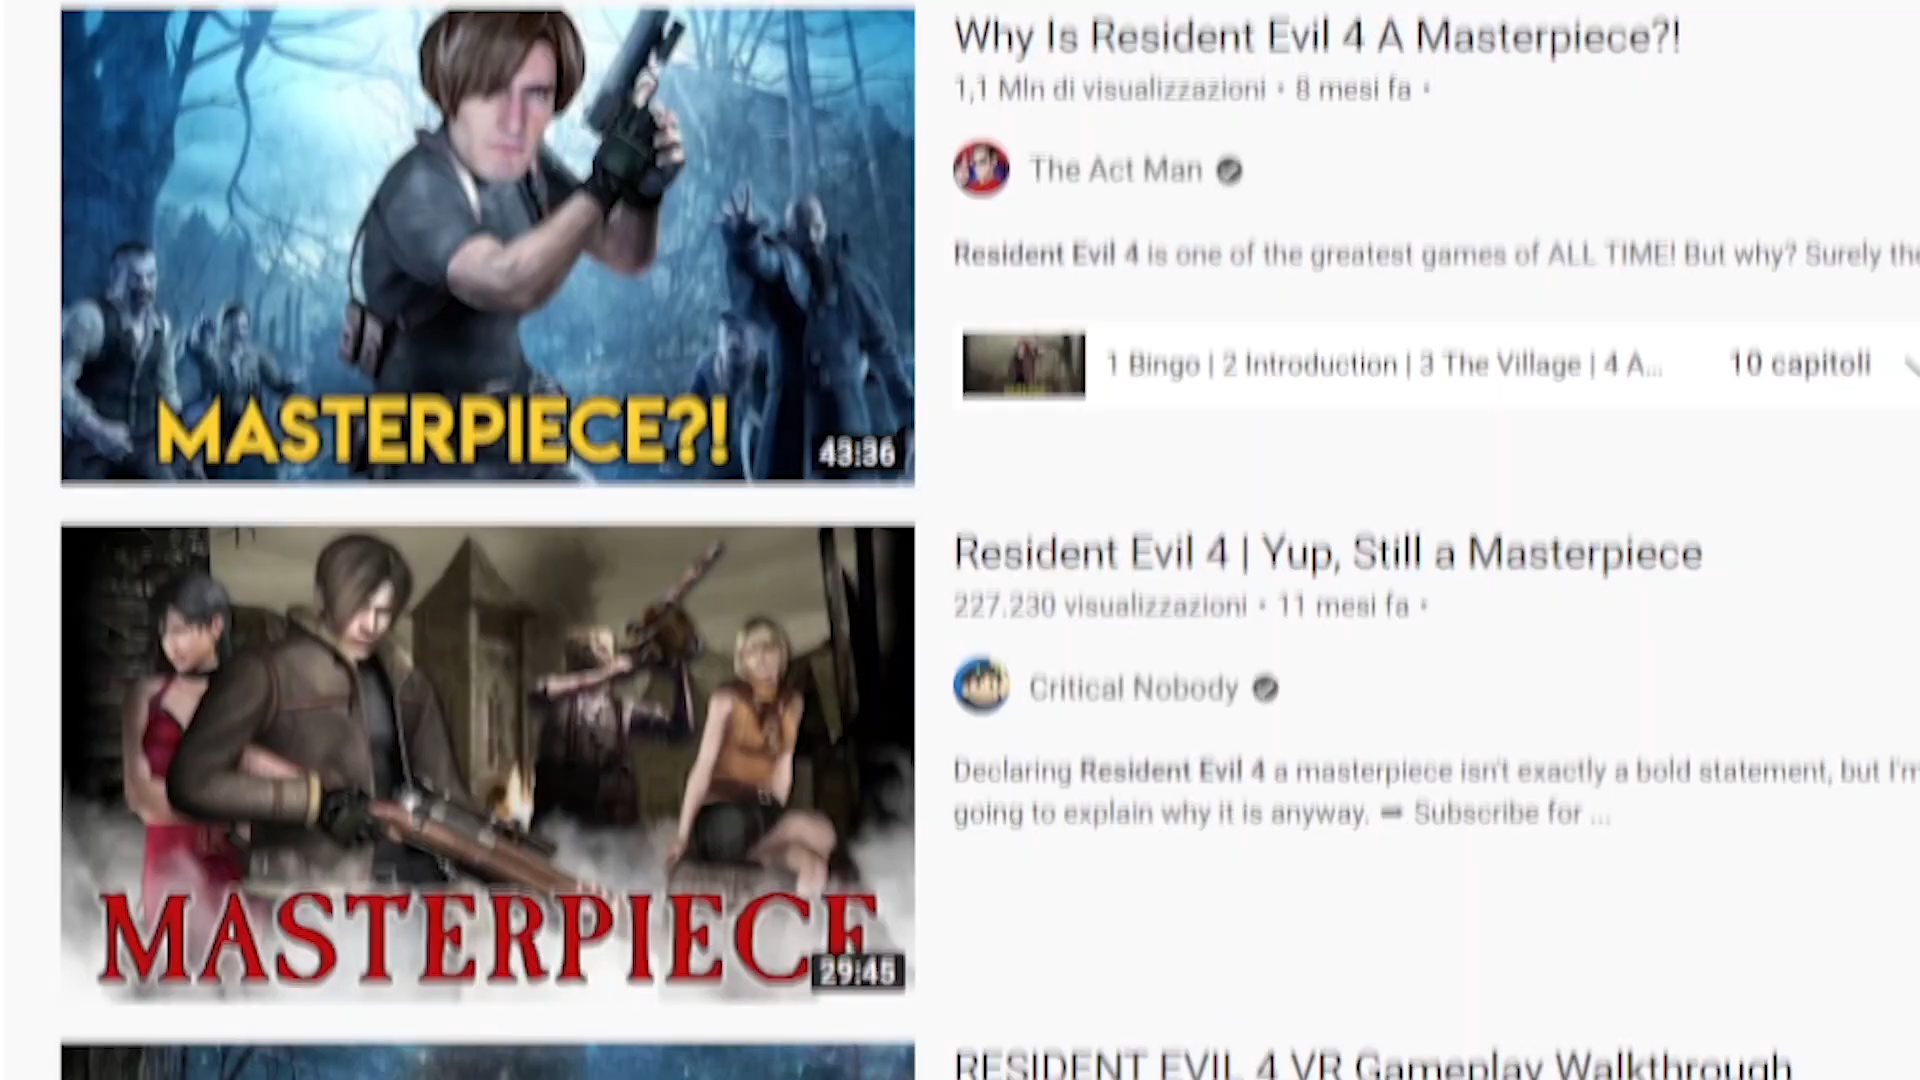 Why Is Resident Evil 4 A Masterpiece?!
1,1 Mln di visualizzazioni • 8 mesi fa •
The Act Man
Resident Evil 4 is one of the greatest games of ALL TIME! But why? Surely the
1 Bingo | 2 Introduction | 3 The Village | 4 A... 10 capitoli
MASTERPIECE?!
43:36
Resident Evil 4 | Yup, Still a Masterpiece
227.230 visualizzazioni • 11 mesi fa •
Critical Nobody
Declaring Resident Evil 4 a masterpiece isn't exactly a bold statement, but I'm
going to explain why it is anyway. ➡ Subscribe for ...
MASTERPIECE
29:45
RESIDENT EVIL 4 VR Gameplay Walkthrough